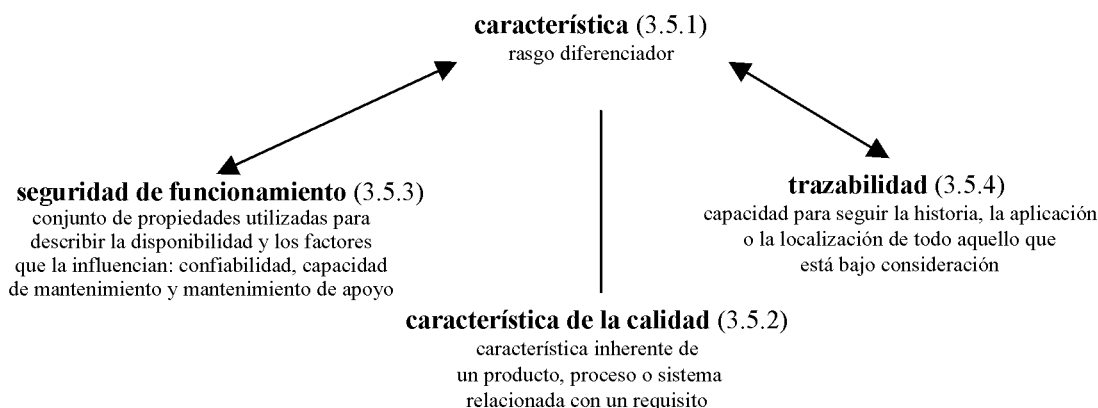 característica (3.5.1)
rasgo diferenciador
seguridad de funcionamiento (3.5.3)
conjunto de propiedades utilizadas para
describir la disponibilidad y los factores
que la influencian: confiabilidad, capacidad
de mantenimiento y mantenimiento de apoyo
trazabilidad (3.5.4)
capacidad para seguir la historia, la aplicación
o la localización de todo aquello que
está bajo consideración
característica de la calidad (3.5.2)
característica inherente de
un producto, proceso o sistema
relacionada con un requisito